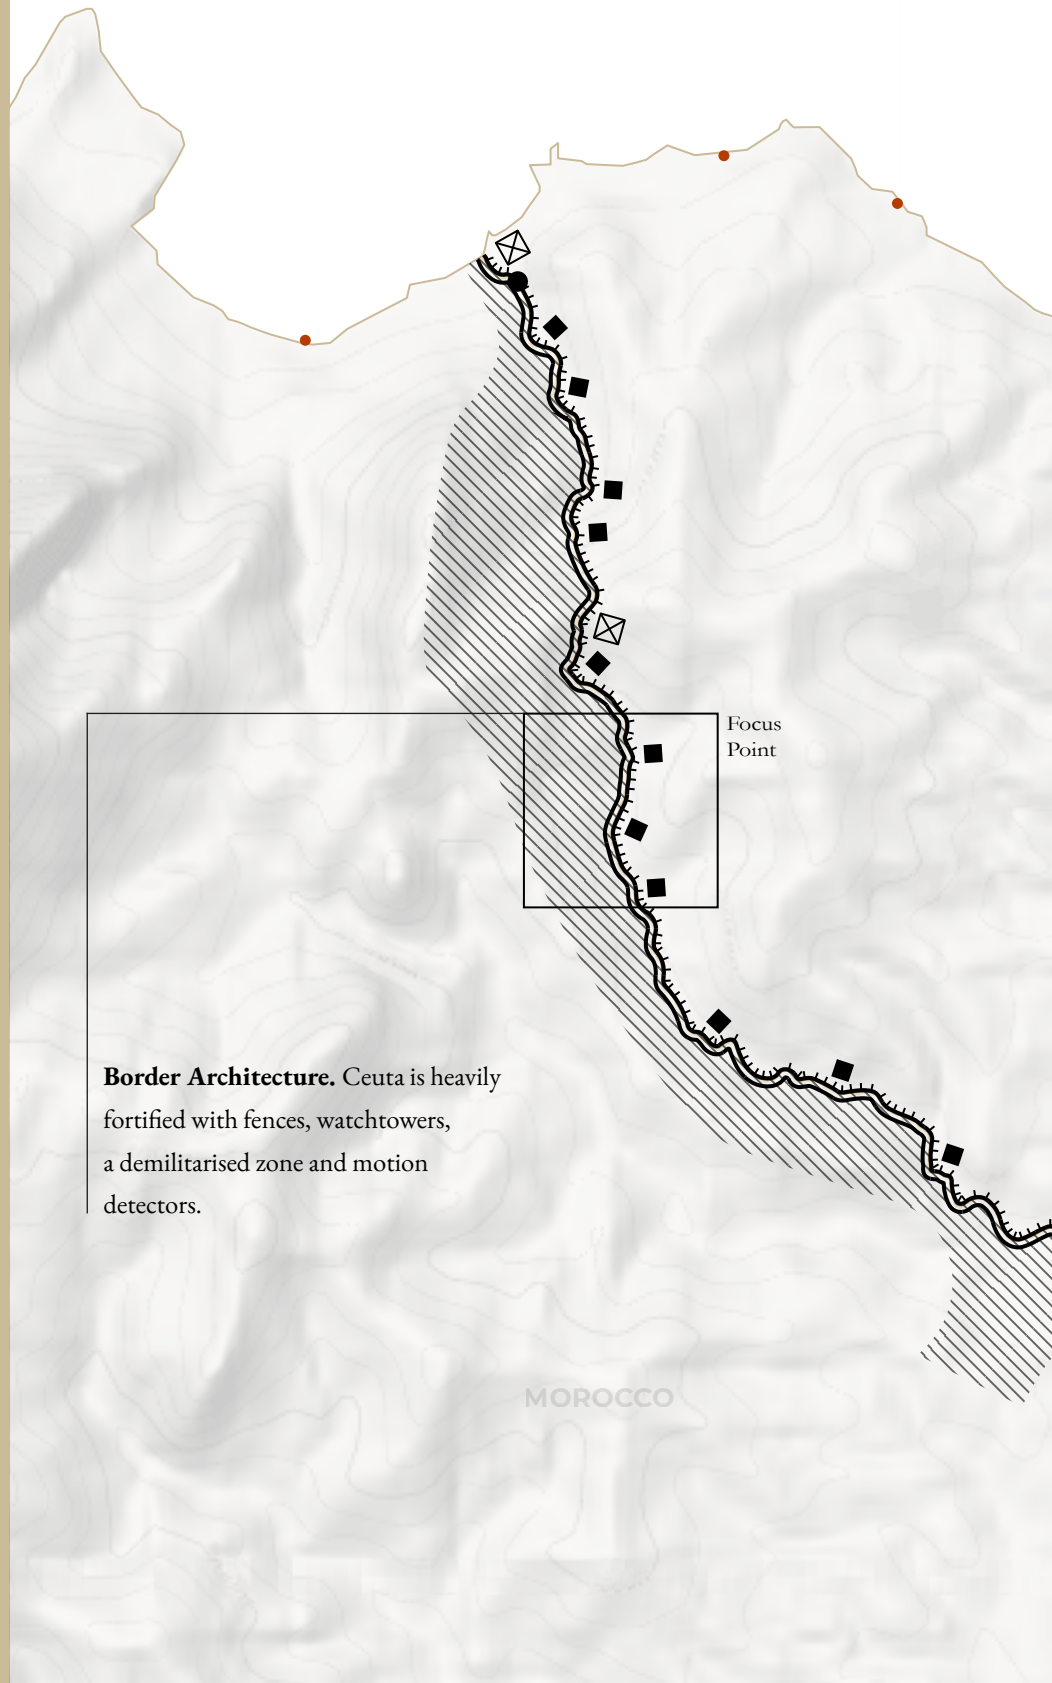 Focus
Point
Border Architecture. Ceuta is heavily
fortified with fences, watchtowers,
a demilitarised zone and motion
detectors.
MOROCCO